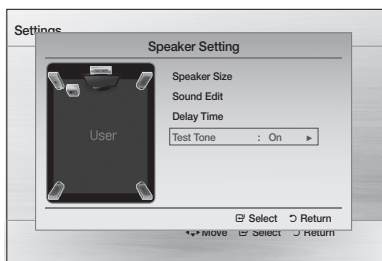 Settings
Speaker Setting
Speaker Size
Sound Edit
Delay Time
Test Tone : On ►
User
Select Return
Move Select Return